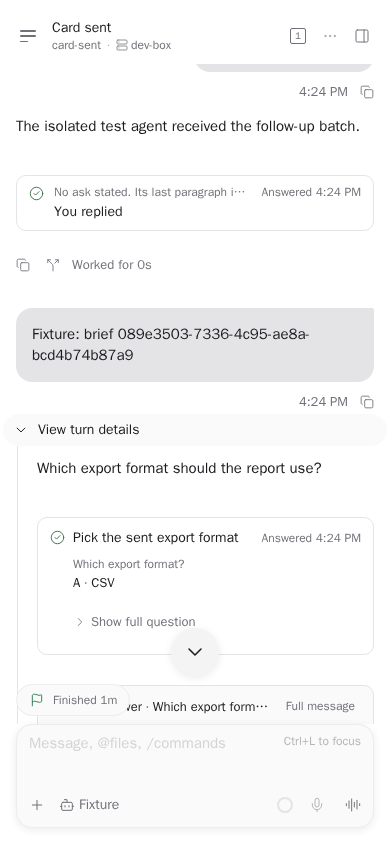 Card sent
card-sent · dev-box
1
4:24 PM
The isolated test agent received the follow-up batch.
No ask stated. Its last paragraph i··· Answered 4:24 PM
You replied
Worked for 0s
Fixture: brief 089e3503-7336-4c95-ae8a-
bcd4b74b87a9
4:24 PM
View turn details
Which export format should the report use?
Pick the sent export format Answered 4:24 PM
Which export format?
A · CSV
Show full question
Finished 1m
· Which export form··· Full message
Message, @files, /commands Ctrl+L to focus
Fixture